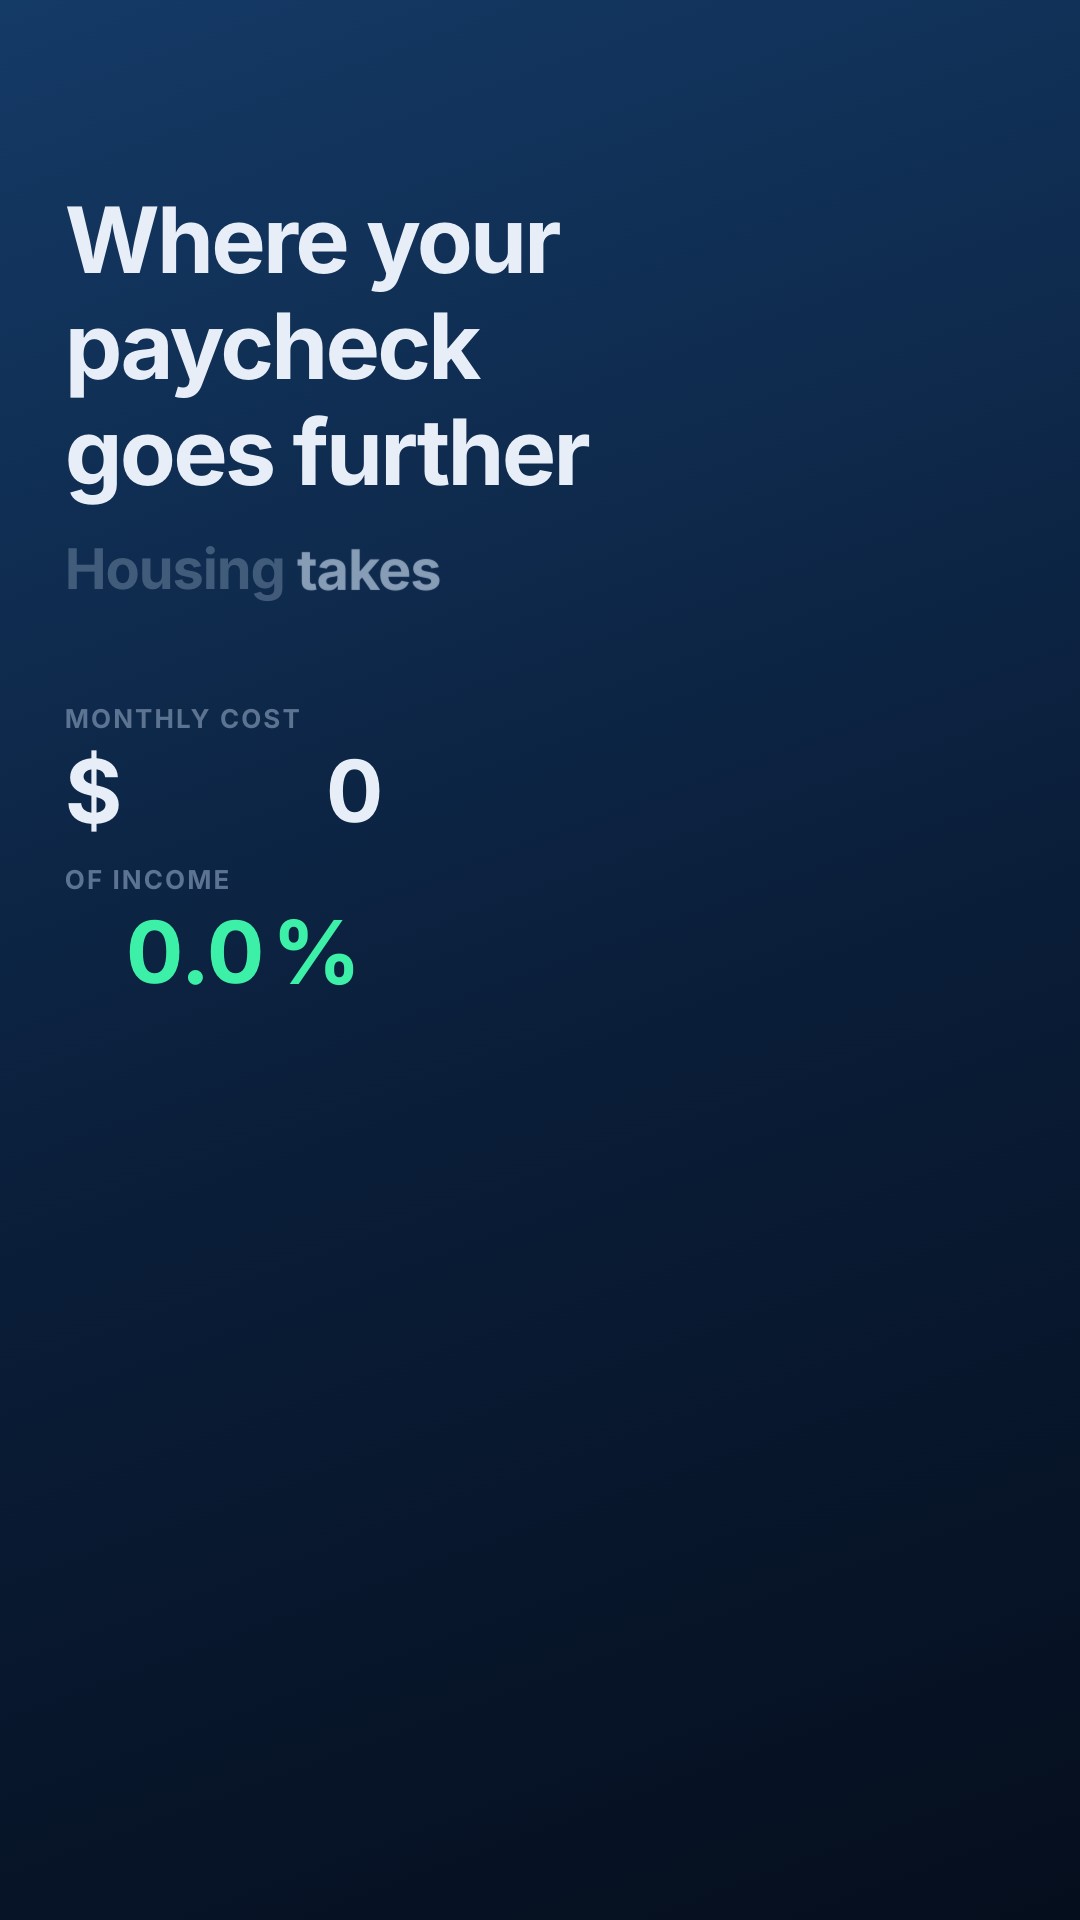 Where your
paycheck
goes further
Housing takes
MONTHLY COST
$ 0
OF INCOME
0.0%